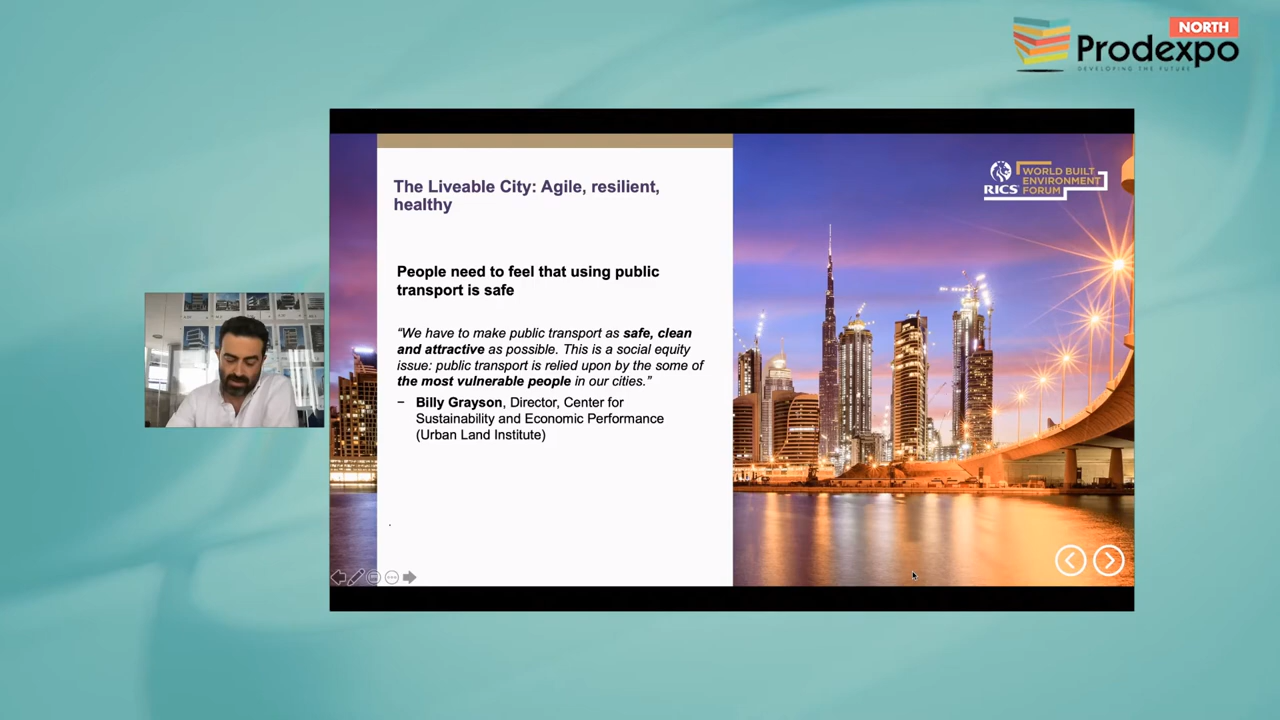 NORTH
Prodexpo
DEVELOPING THE FUTURE
The Liveable City: Agile, resilient,
healthy
RICS
WORLD BUILT
ENVIRONMENT
FORUM
People need to feel that using public
transport is safe
“We have to make public transport as safe, clean
and attractive as possible. This is a social equity
issue: public transport is relied upon by the some of
the most vulnerable people in our cities.”
– Billy Grayson, Director, Center for
Sustainability and Economic Performance
(Urban Land Institute)
.